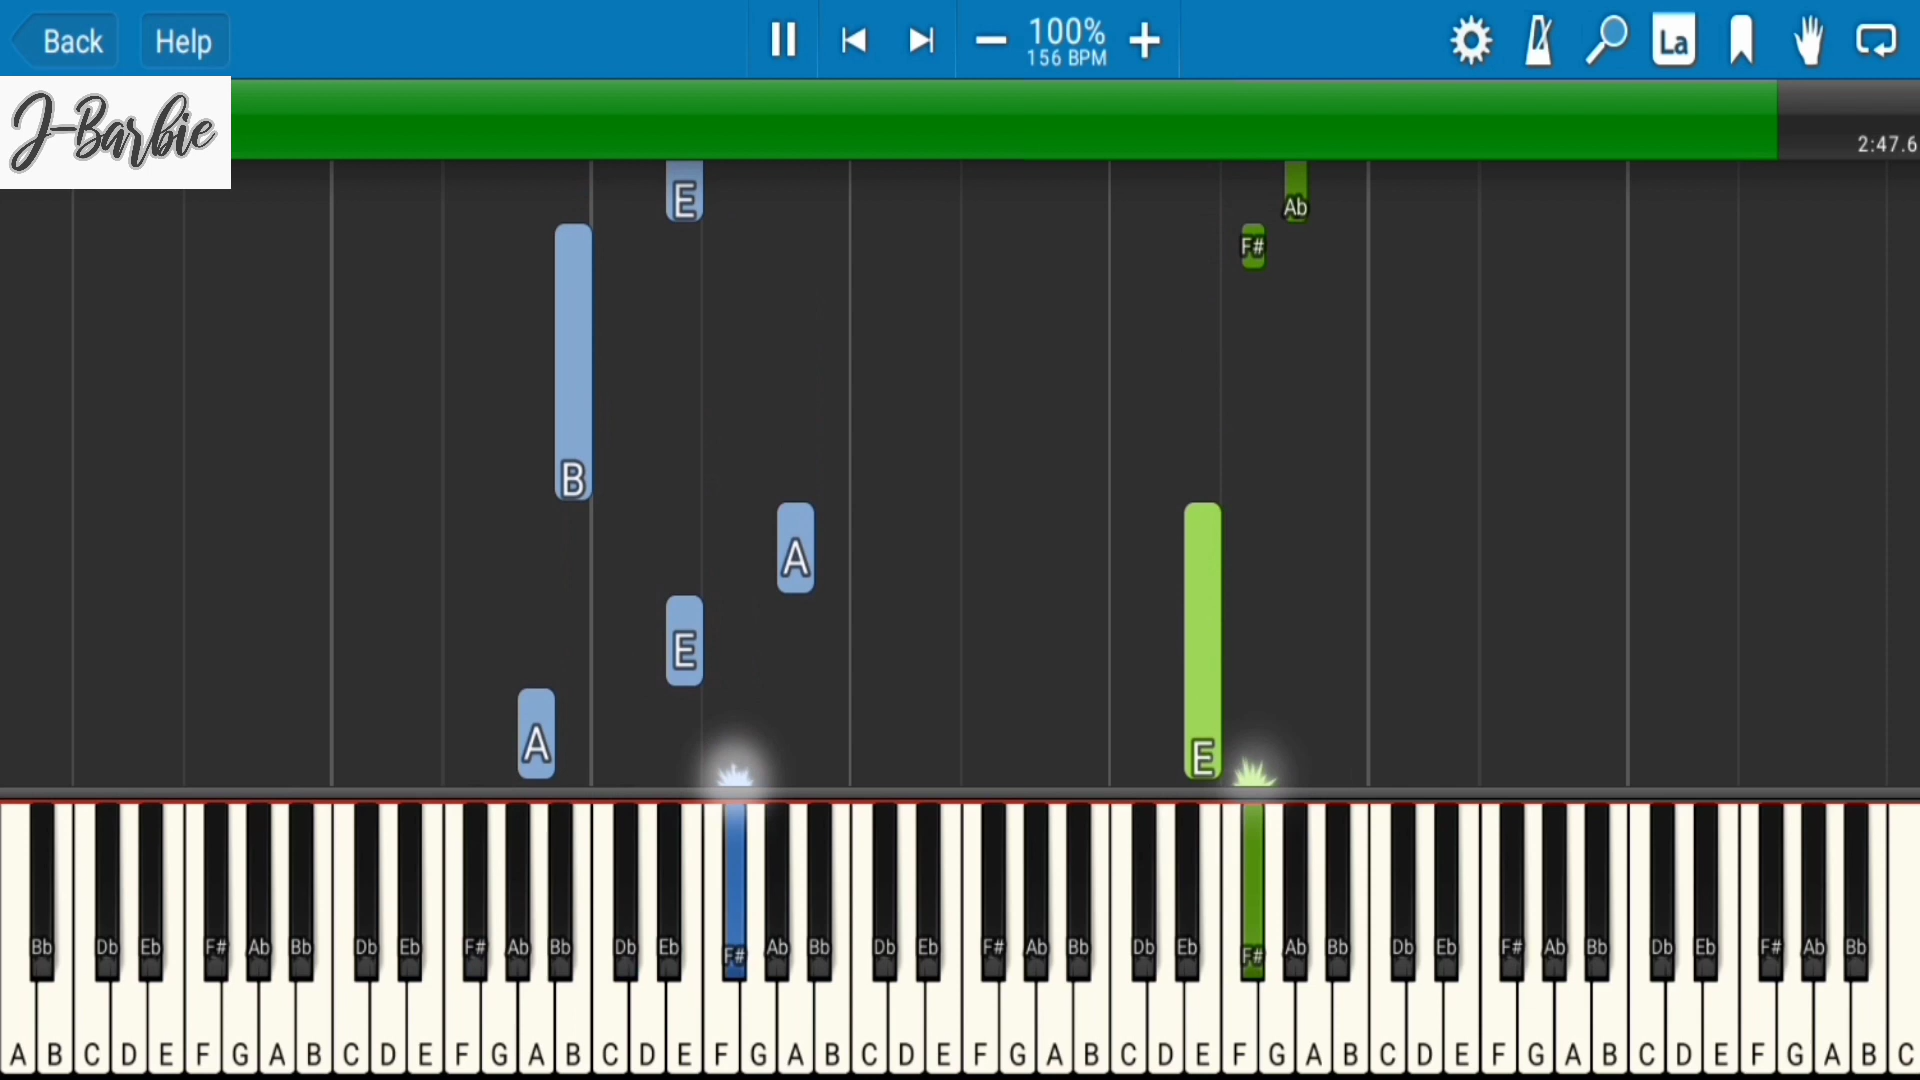 Back Help 100% La
156 BPM
J-Barbie
2:47.6
E Ab
F#
B
A
E
A E
Bb Db Eb F# Ab Bb Db Eb F# Ab Bb Db Eb F# Ab Bb Db Eb F# Ab Bb Db Eb F# Ab Bb Db Eb F# Ab Bb Db Eb F# Ab Bb
A B C D E F G A B C D E F G A B C D E F G A B C D E F G A B C D E F G A B C D E F G A B C D E F G A B C